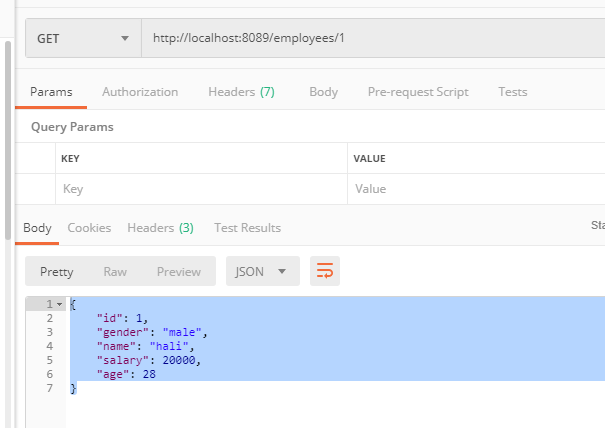 GET http://localhost:8089/employees/1
Params Authorization Headers (7) Body Pre-request Script Tests
Query Params
KEY VALUE
Key Value
Body Cookies Headers (3) Test Results Sta
Pretty Raw Preview JSON
1 {
2 "id": 1,
3 "gender": "male",
4 "name": "hali",
5 "salary": 20000,
6 "age": 28
7 }